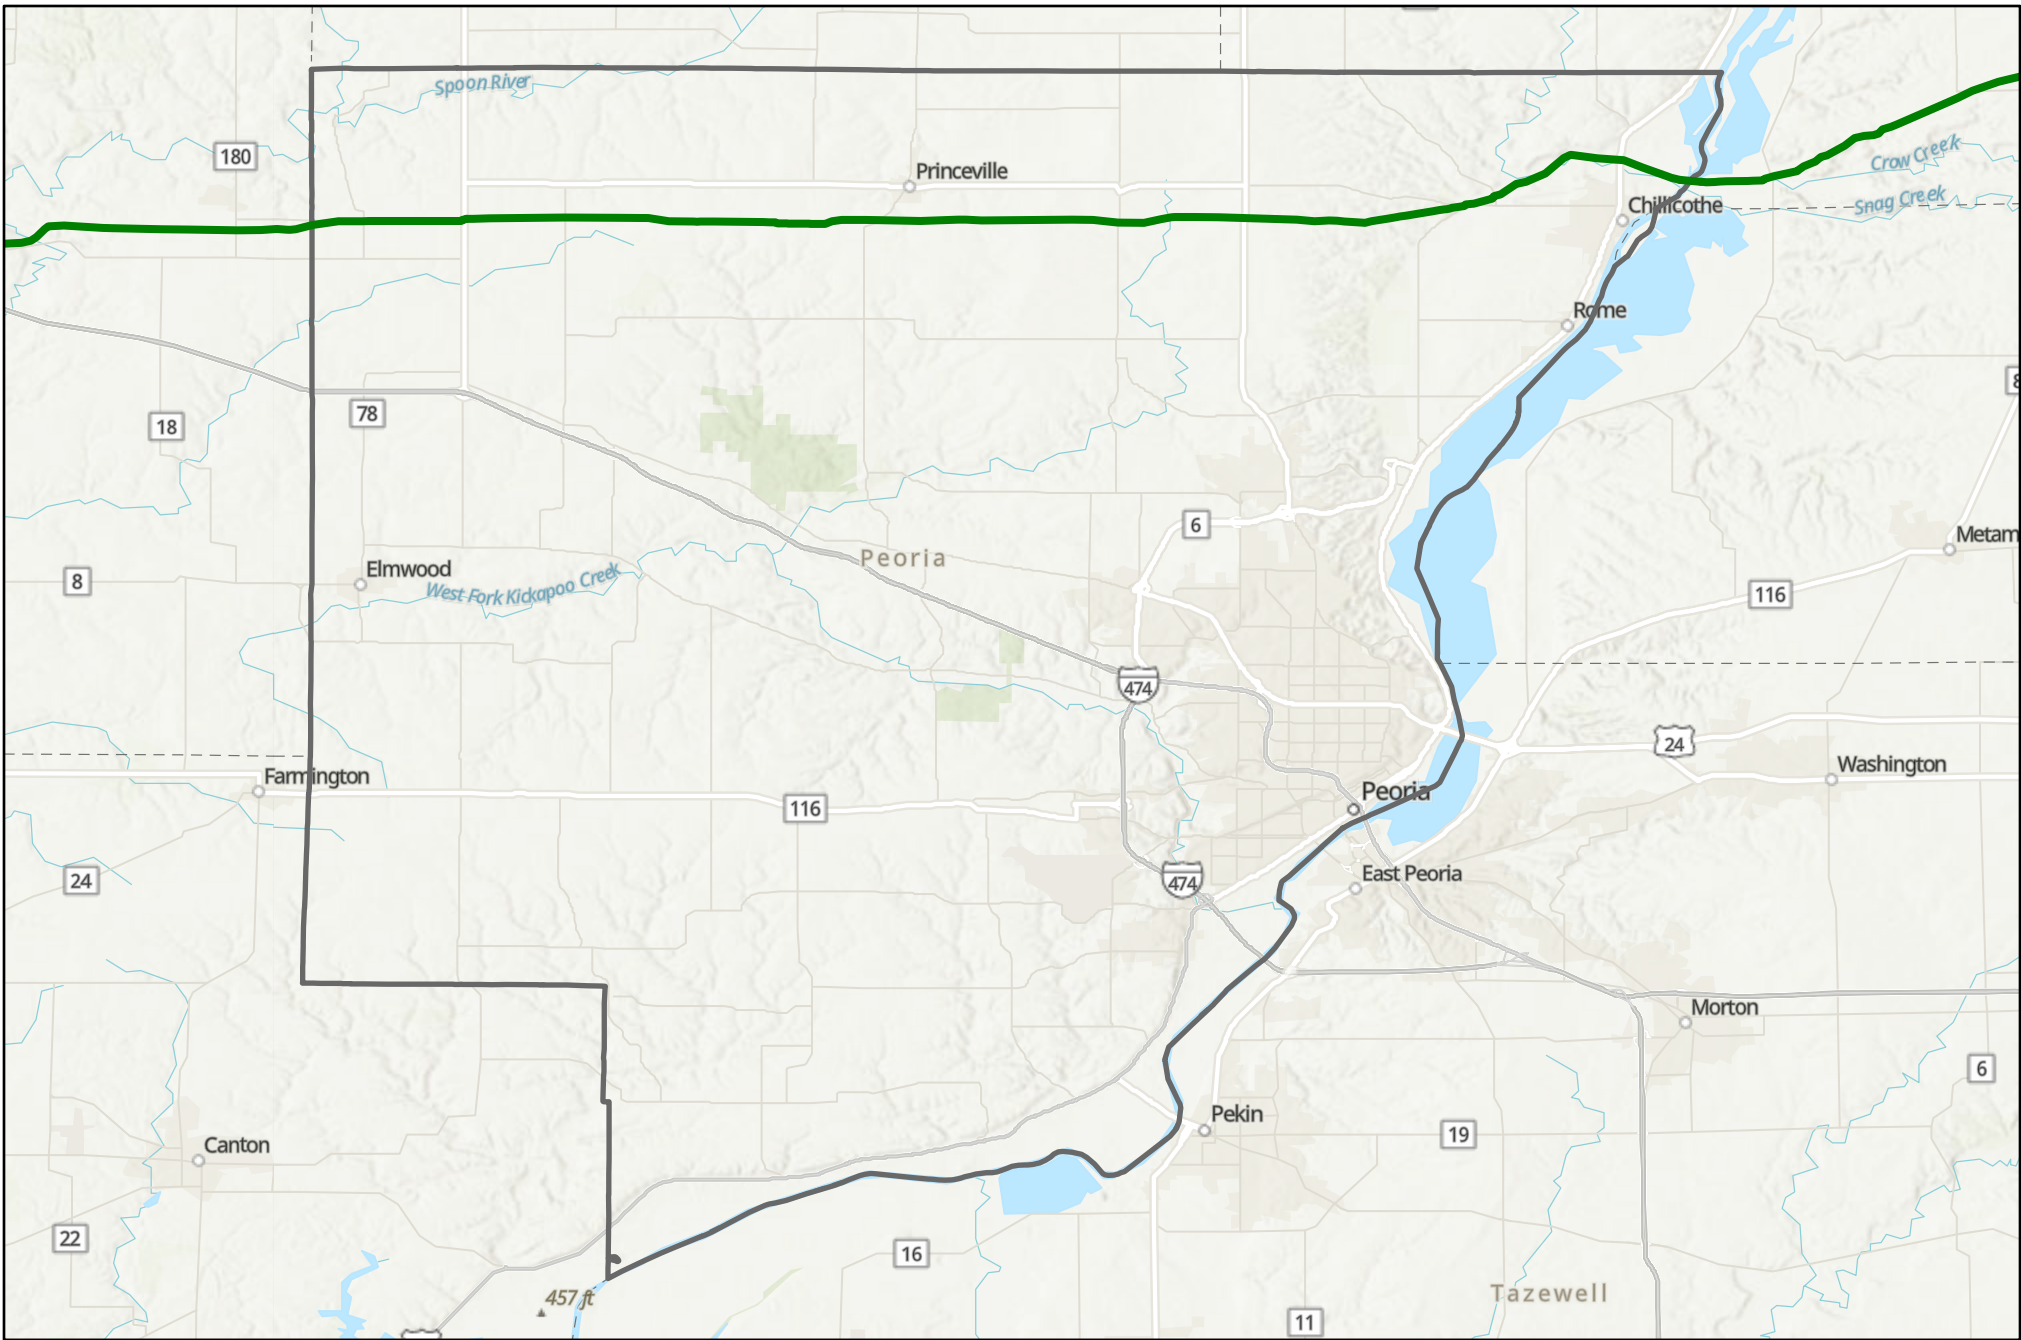 Spoon River
180
Princeville
Crow Creek
Snag Creek
Chillicothe
Rome
78
18
8
6
Metam
Peoria
Elmwood
West Fork Kickapoo Creek
8
116
474
24
Washington
Farmington
Peoria
116
East Peoria
24
474
Morton
6
Pekin
19
Canton
22
16
457 ft
Tazewell
11